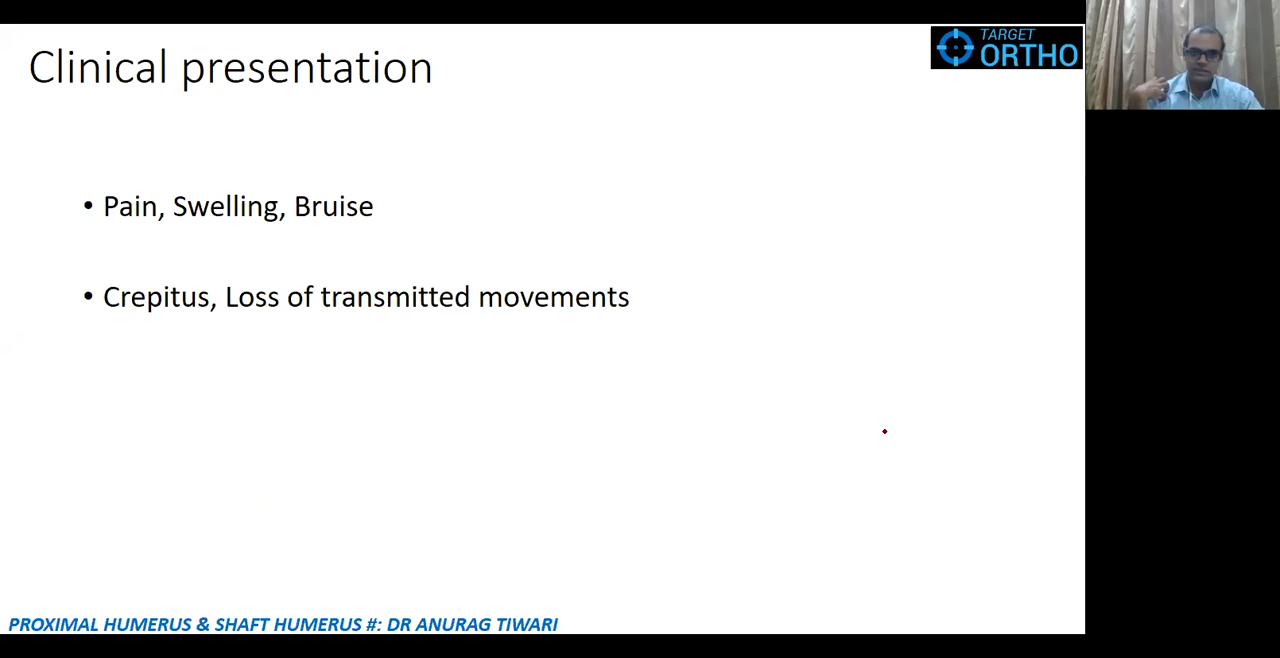 Clinical presentation
TARGET
ORTHO
• Pain, Swelling, Bruise
• Crepitus, Loss of transmitted movements
PROXIMAL HUMERUS & SHAFT HUMERUS #: DR ANURAG TIWARI